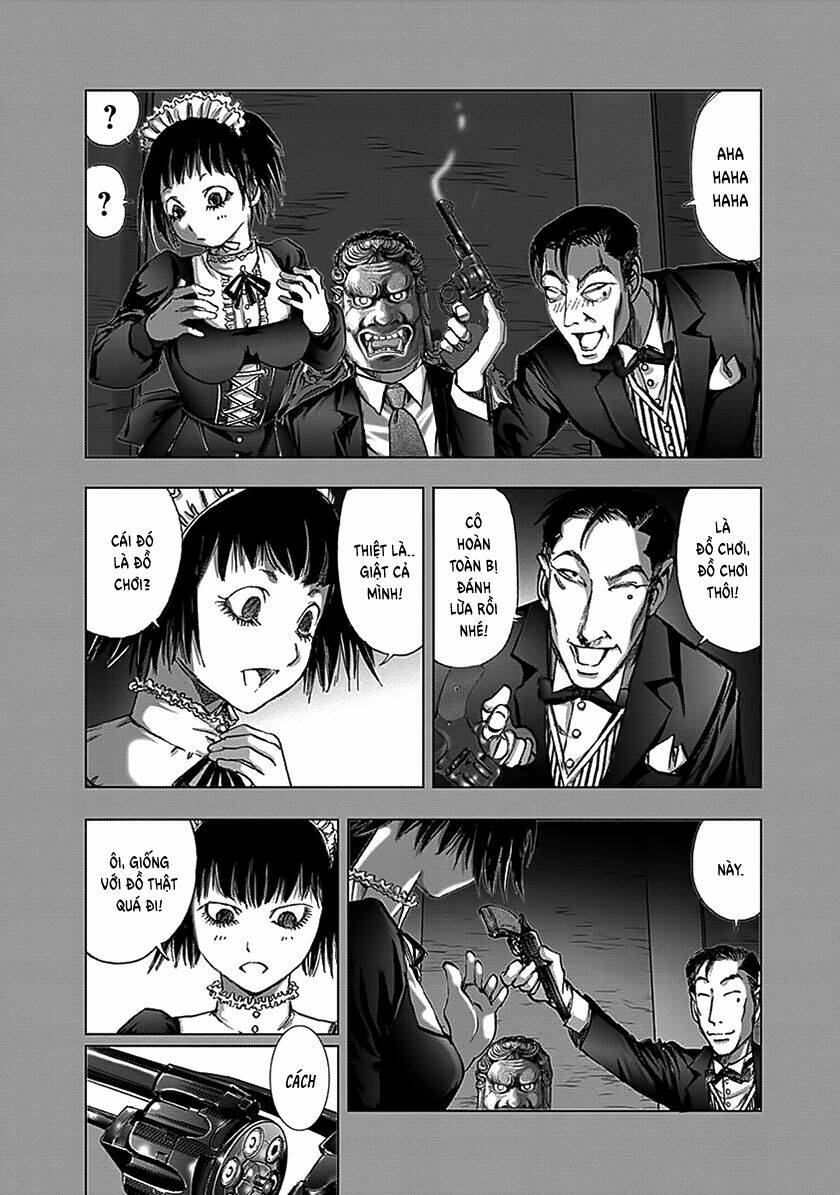 AHA
HAHA
HAHA
?
?
LÀ
ĐỒ CHƠI,
ĐỒ CHƠI
THÔI!
CÔ
HOÀN
TOÀN BỊ
ĐÁNH
LỪA RỒI
NHÉ!
THIỆT LÀ..
GIẬT CẢ
MÌNH!
CÁI ĐÓ
LÀ ĐỒ
CHƠI?
NÀY.
ÔI, GIỐNG
VỚI ĐỒ THẬT
QUÁ ĐI!
CÁCH